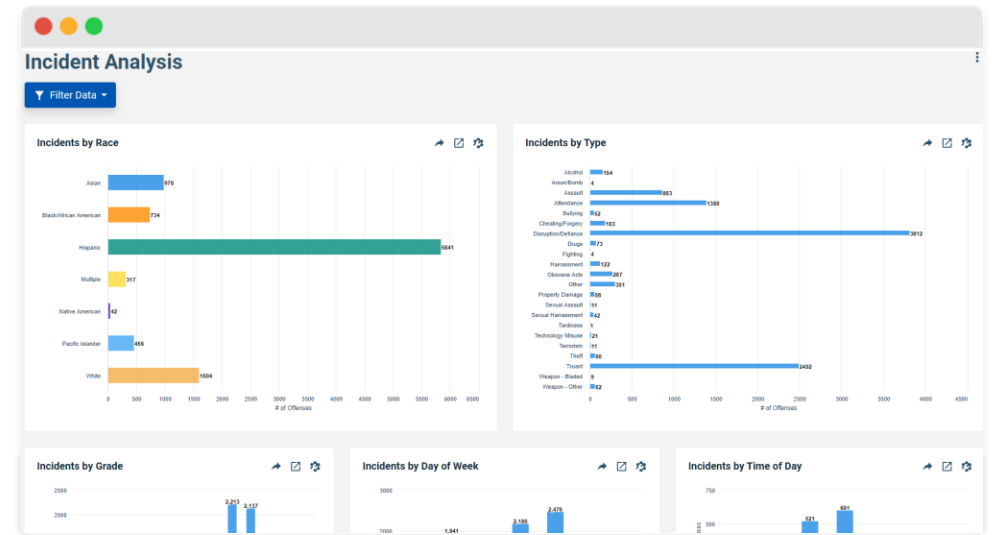 Incident Analysis
Filter Data
Incidents by Race
Asian 978
Black/African American 734
Hispanic 5841
Multiple 317
Native American 42
Pacific Islander 456
White 1604
0 500 1000 1500 2000 2500 3000 3500 4000 4500 5000 5500 6000 6500
# of Offenses
Incidents by Type
Alcohol 154
Arson/Bomb 4
Assault 863
Attendance 1388
Bullying 52
Cheating/Forgery 183
Disruption/Defiance 3812
Drugs 73
Fighting 4
Harrassment 122
Obscene Acts 267
Other 301
Property Damage 58
Sexual Assault 11
Sexual Harrassment 42
Tardiness 1
Technology Misuse 21
Terrorism 11
Theft
Truant 2492
Weapon - Bladed 9
Weapon - Other 62
0 500 1000 1500 2000 2500 3000 3500 4000 4500
# of Offenses
Incidents by Grade
2500
2000
2,213 2,137
Incidents by Day of Week
3000
2000
1,941 2,198 2,476
Incidents by Time of Day
750
500
521 601